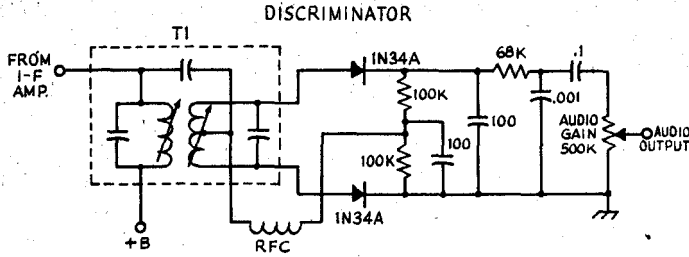 DISCRIMINATOR
T1
FROM
I-F
AMP.
1N34A
68K
.1
100K
100
.001
AUDIO
GAIN
500K
AUDIO
OUTPUT
100K
100
1N34A
+B
RFC